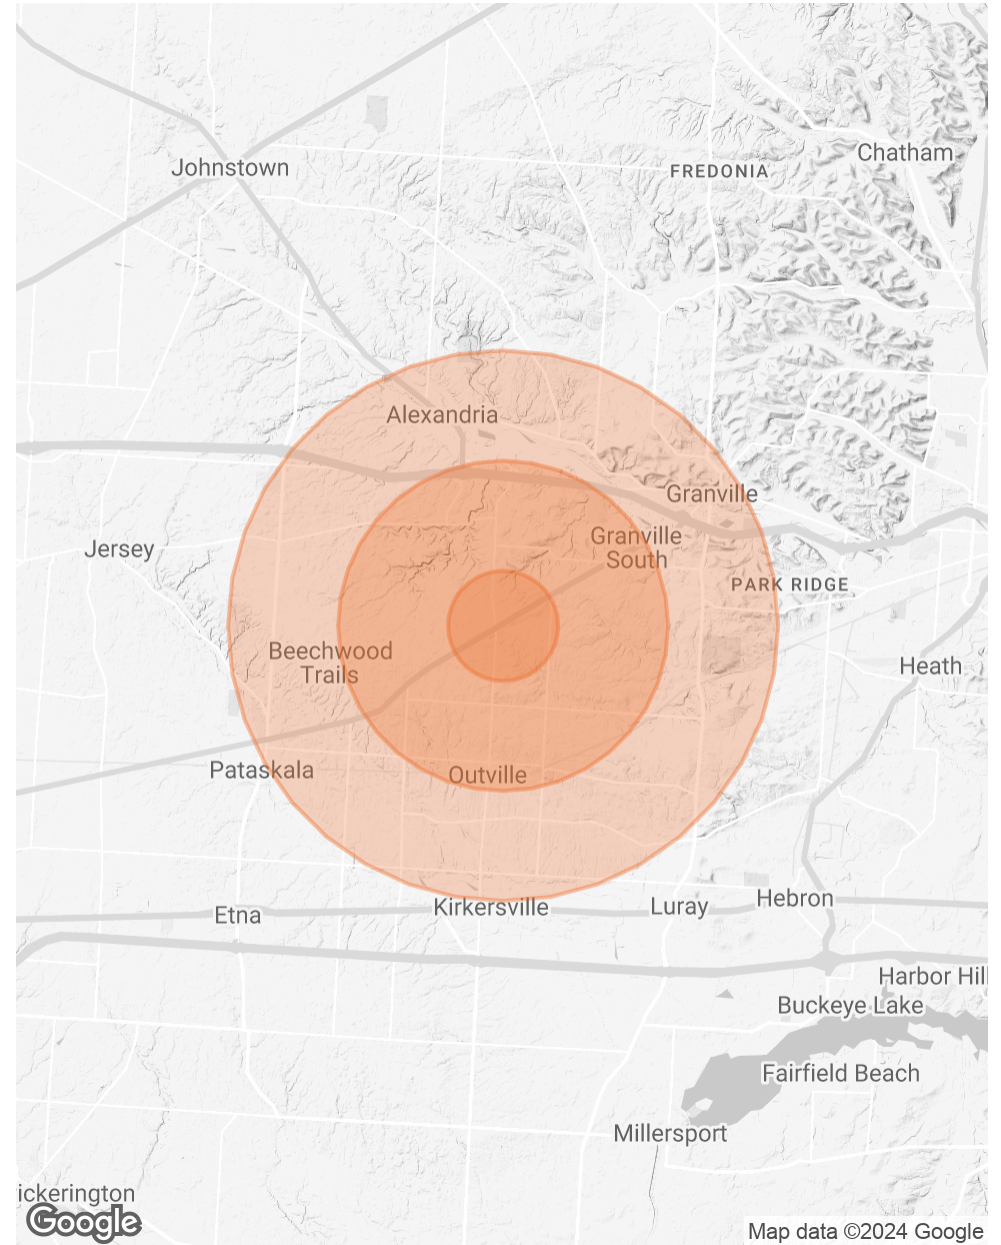 Chatham
Johnstown
FREDONIA
Alexandria
Granville
Granville
South
Jersey
PARK RIDGE
Beechwood
Trails
Heath
Pataskala
Outville
Hebron
Kirkersville
Luray
Etna
Harbor Hill
Buckeye Lake
Fairfield Beach
Millersport
ickerington
Google
Map data ©2024 Google